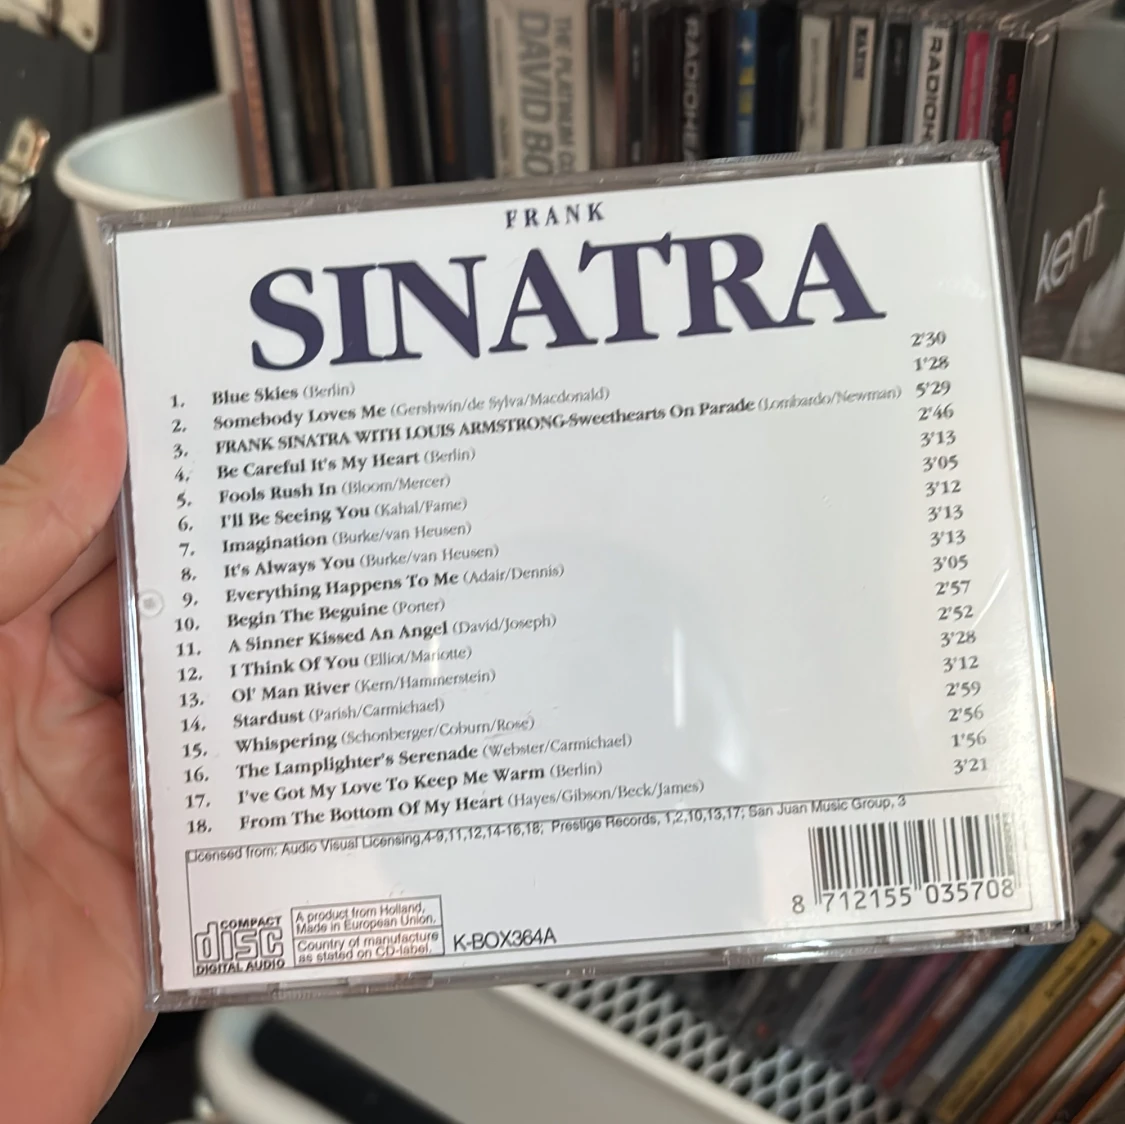 THE PLATINUM
DAVID BO
RADIOHEA
RADIOH
kent
FRANK
SINATRA
1. Blue Skies (Berlin) 2'30
2. Somebody Loves Me (Gershwin/de Sylva/Macdonald) 1'28
3. FRANK SINATRA WITH LOUIS ARMSTRONG-Sweethearts On Parade (Lombardo/Newman) 5'29
4. Be Careful It's My Heart (Berlin) 2'46
5. Fools Rush In (Bloom/Mercer) 3'13
6. I'll Be Seeing You (Kahal/Fame) 3'05
7. Imagination (Burke/van Heusen) 3'12
8. It's Always You (Burke/van Heusen) 3'13
9. Everything Happens To Me (Adair/Dennis) 3'13
10. Begin The Beguine (Porter) 3'05
11. A Sinner Kissed An Angel (David/Joseph) 2'57
12. I Think Of You (Elliot/Mariotte) 2'52
13. Ol' Man River (Kern/Hammerstein) 3'28
14. Stardust (Parish/Carmichael) 3'12
15. Whispering (Schonberger/Coburn/Rose) 2'59
16. The Lamplighter's Serenade (Webster/Carmichael) 2'56
17. I've Got My Love To Keep Me Warm (Berlin) 1'56
18. From The Bottom Of My Heart (Hayes/Gibson/Beck/James) 3'21
Licensed from: Audio Visual Licensing,4-9,11,12,14-16,18; Prestige Records, 1,2,10,13,17; San Juan Music Group, 3
8 712155 035708
COMPACT
disc
DIGITAL AUDIO
A product from Holland,
Made in European Union.
Country of manufacture
as stated on CD-label.
K-BOX364A